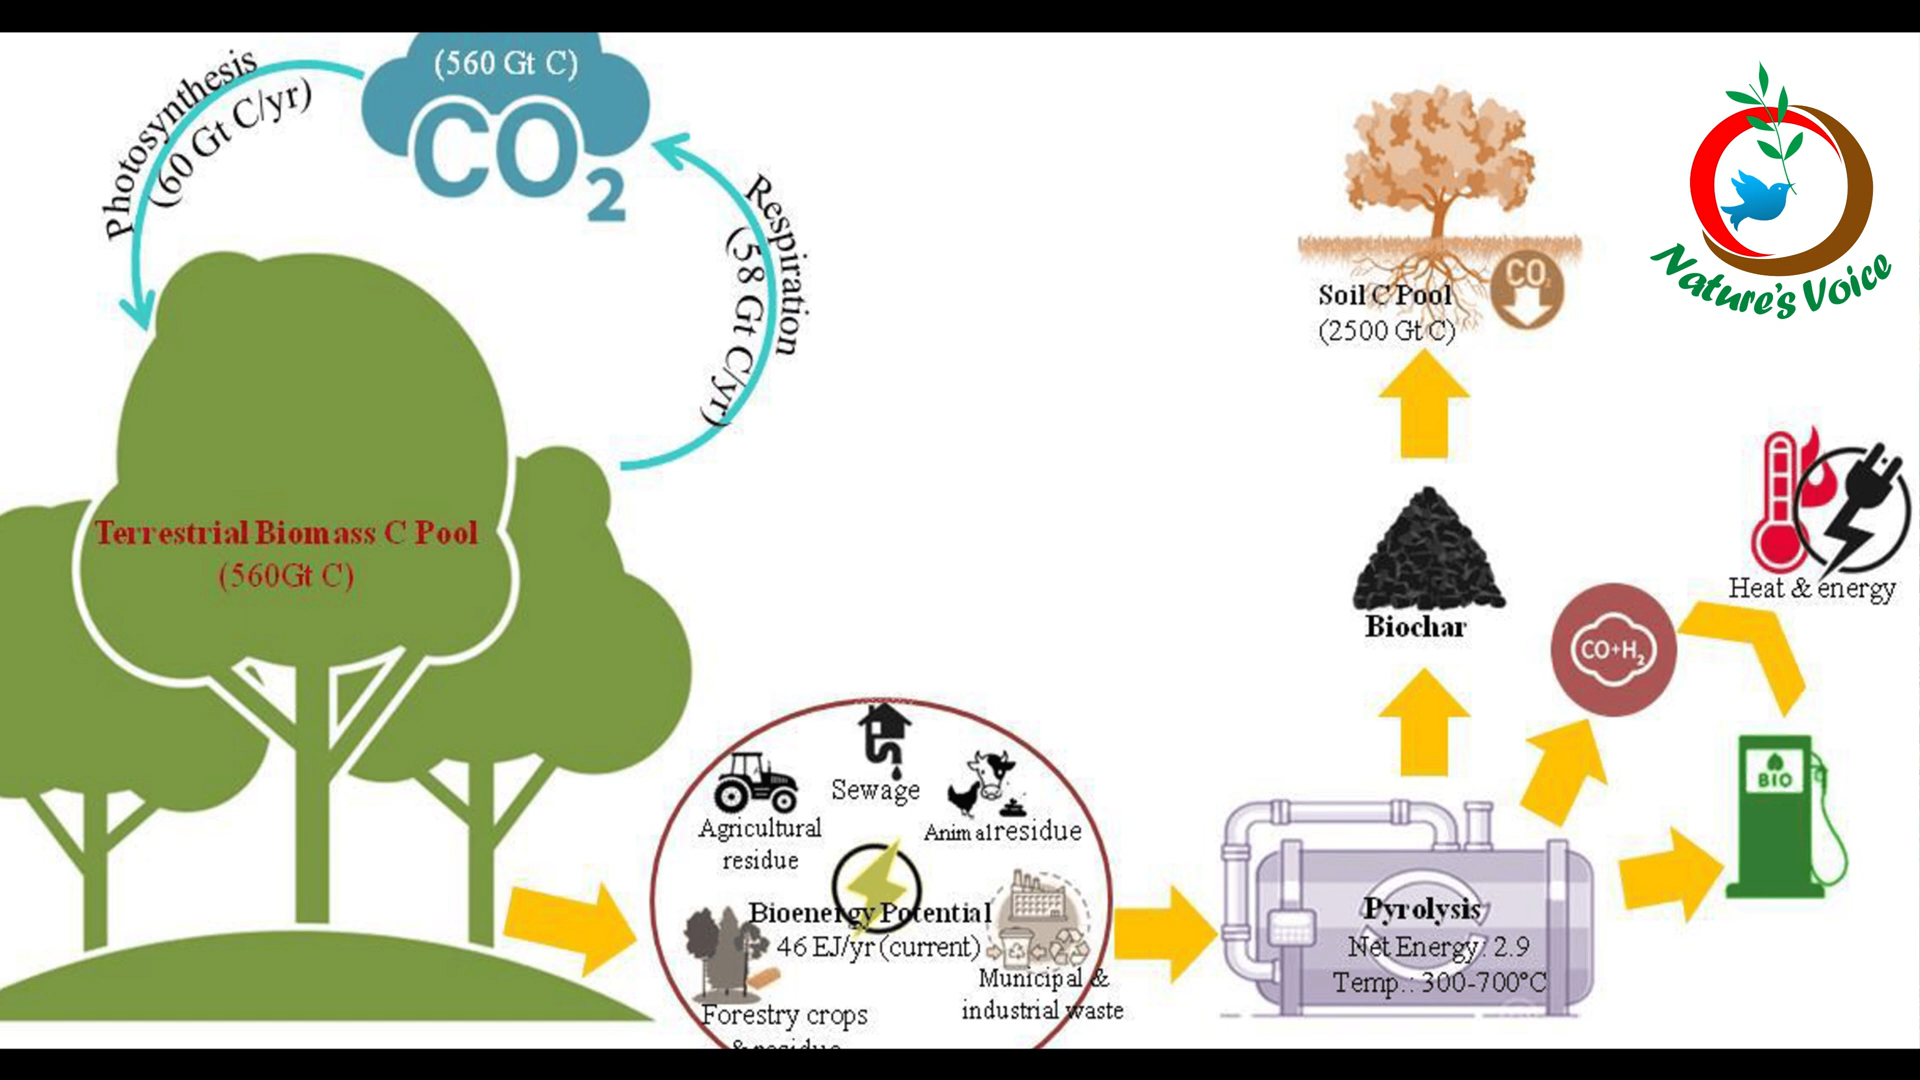 Photosynthesis
(60 Gt C/yr)
(560 Gt C)
CO₂
Respiration
(58 Gt C/yr)
Terrestrial Biomass C Pool
(560Gt C)
Sewage
Agricultural
residue
Animal residue
Bioenergy Potential
46 EJ/yr (current)
Municipal &
industrial waste
Forestry crops
& residue
Pyrolysis
Net Energy: 2.9
Temp.: 300-700°C
Biochar
Soil C Pool
(2500 Gt C)
CO₂
CO+H₂
Heat & energy
BIO
Nature's Voice